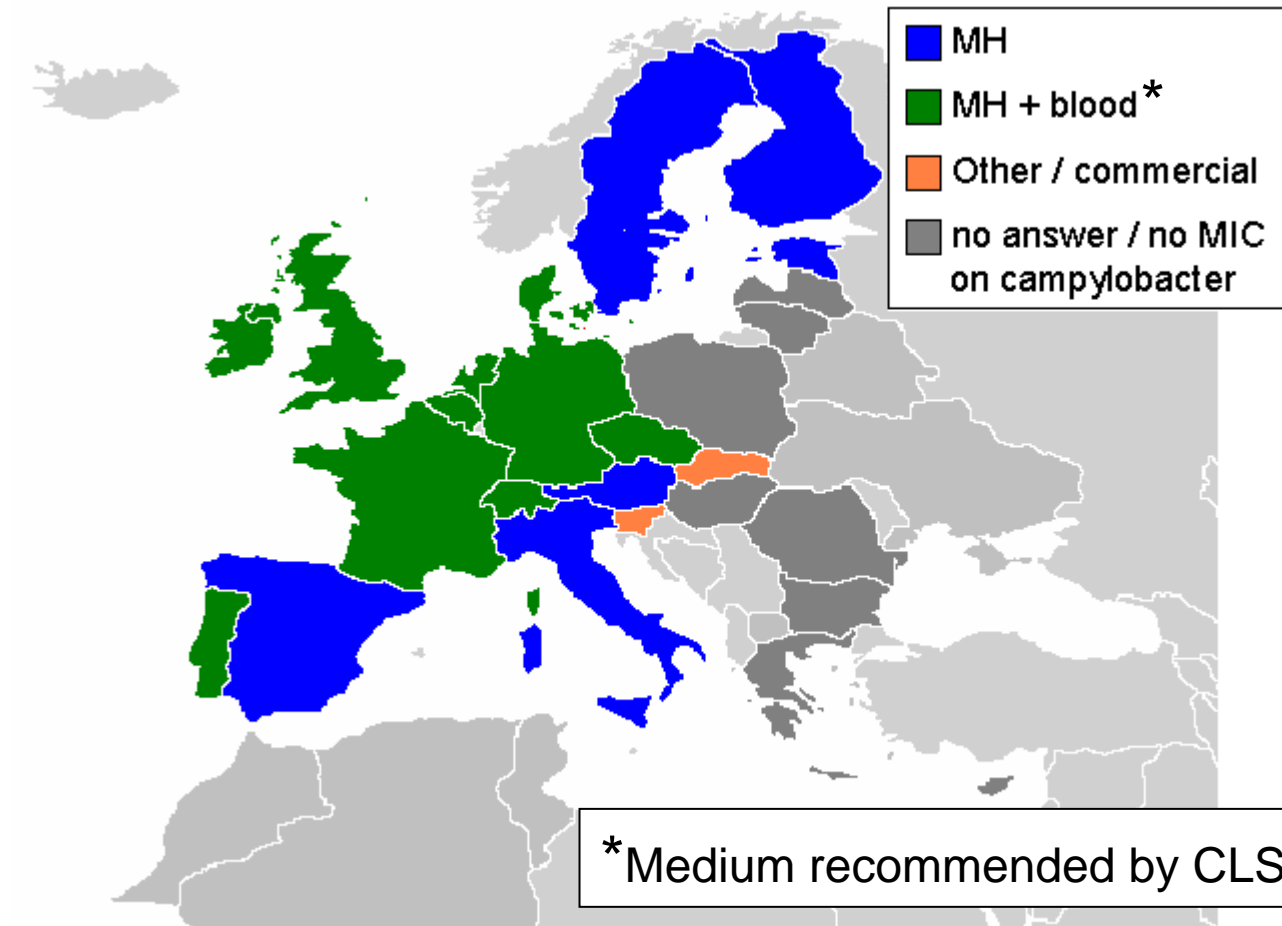 MH
MH + blood*
Other / commercial
no answer / no MIC
on campylobacter
*Medium recommended by CLS